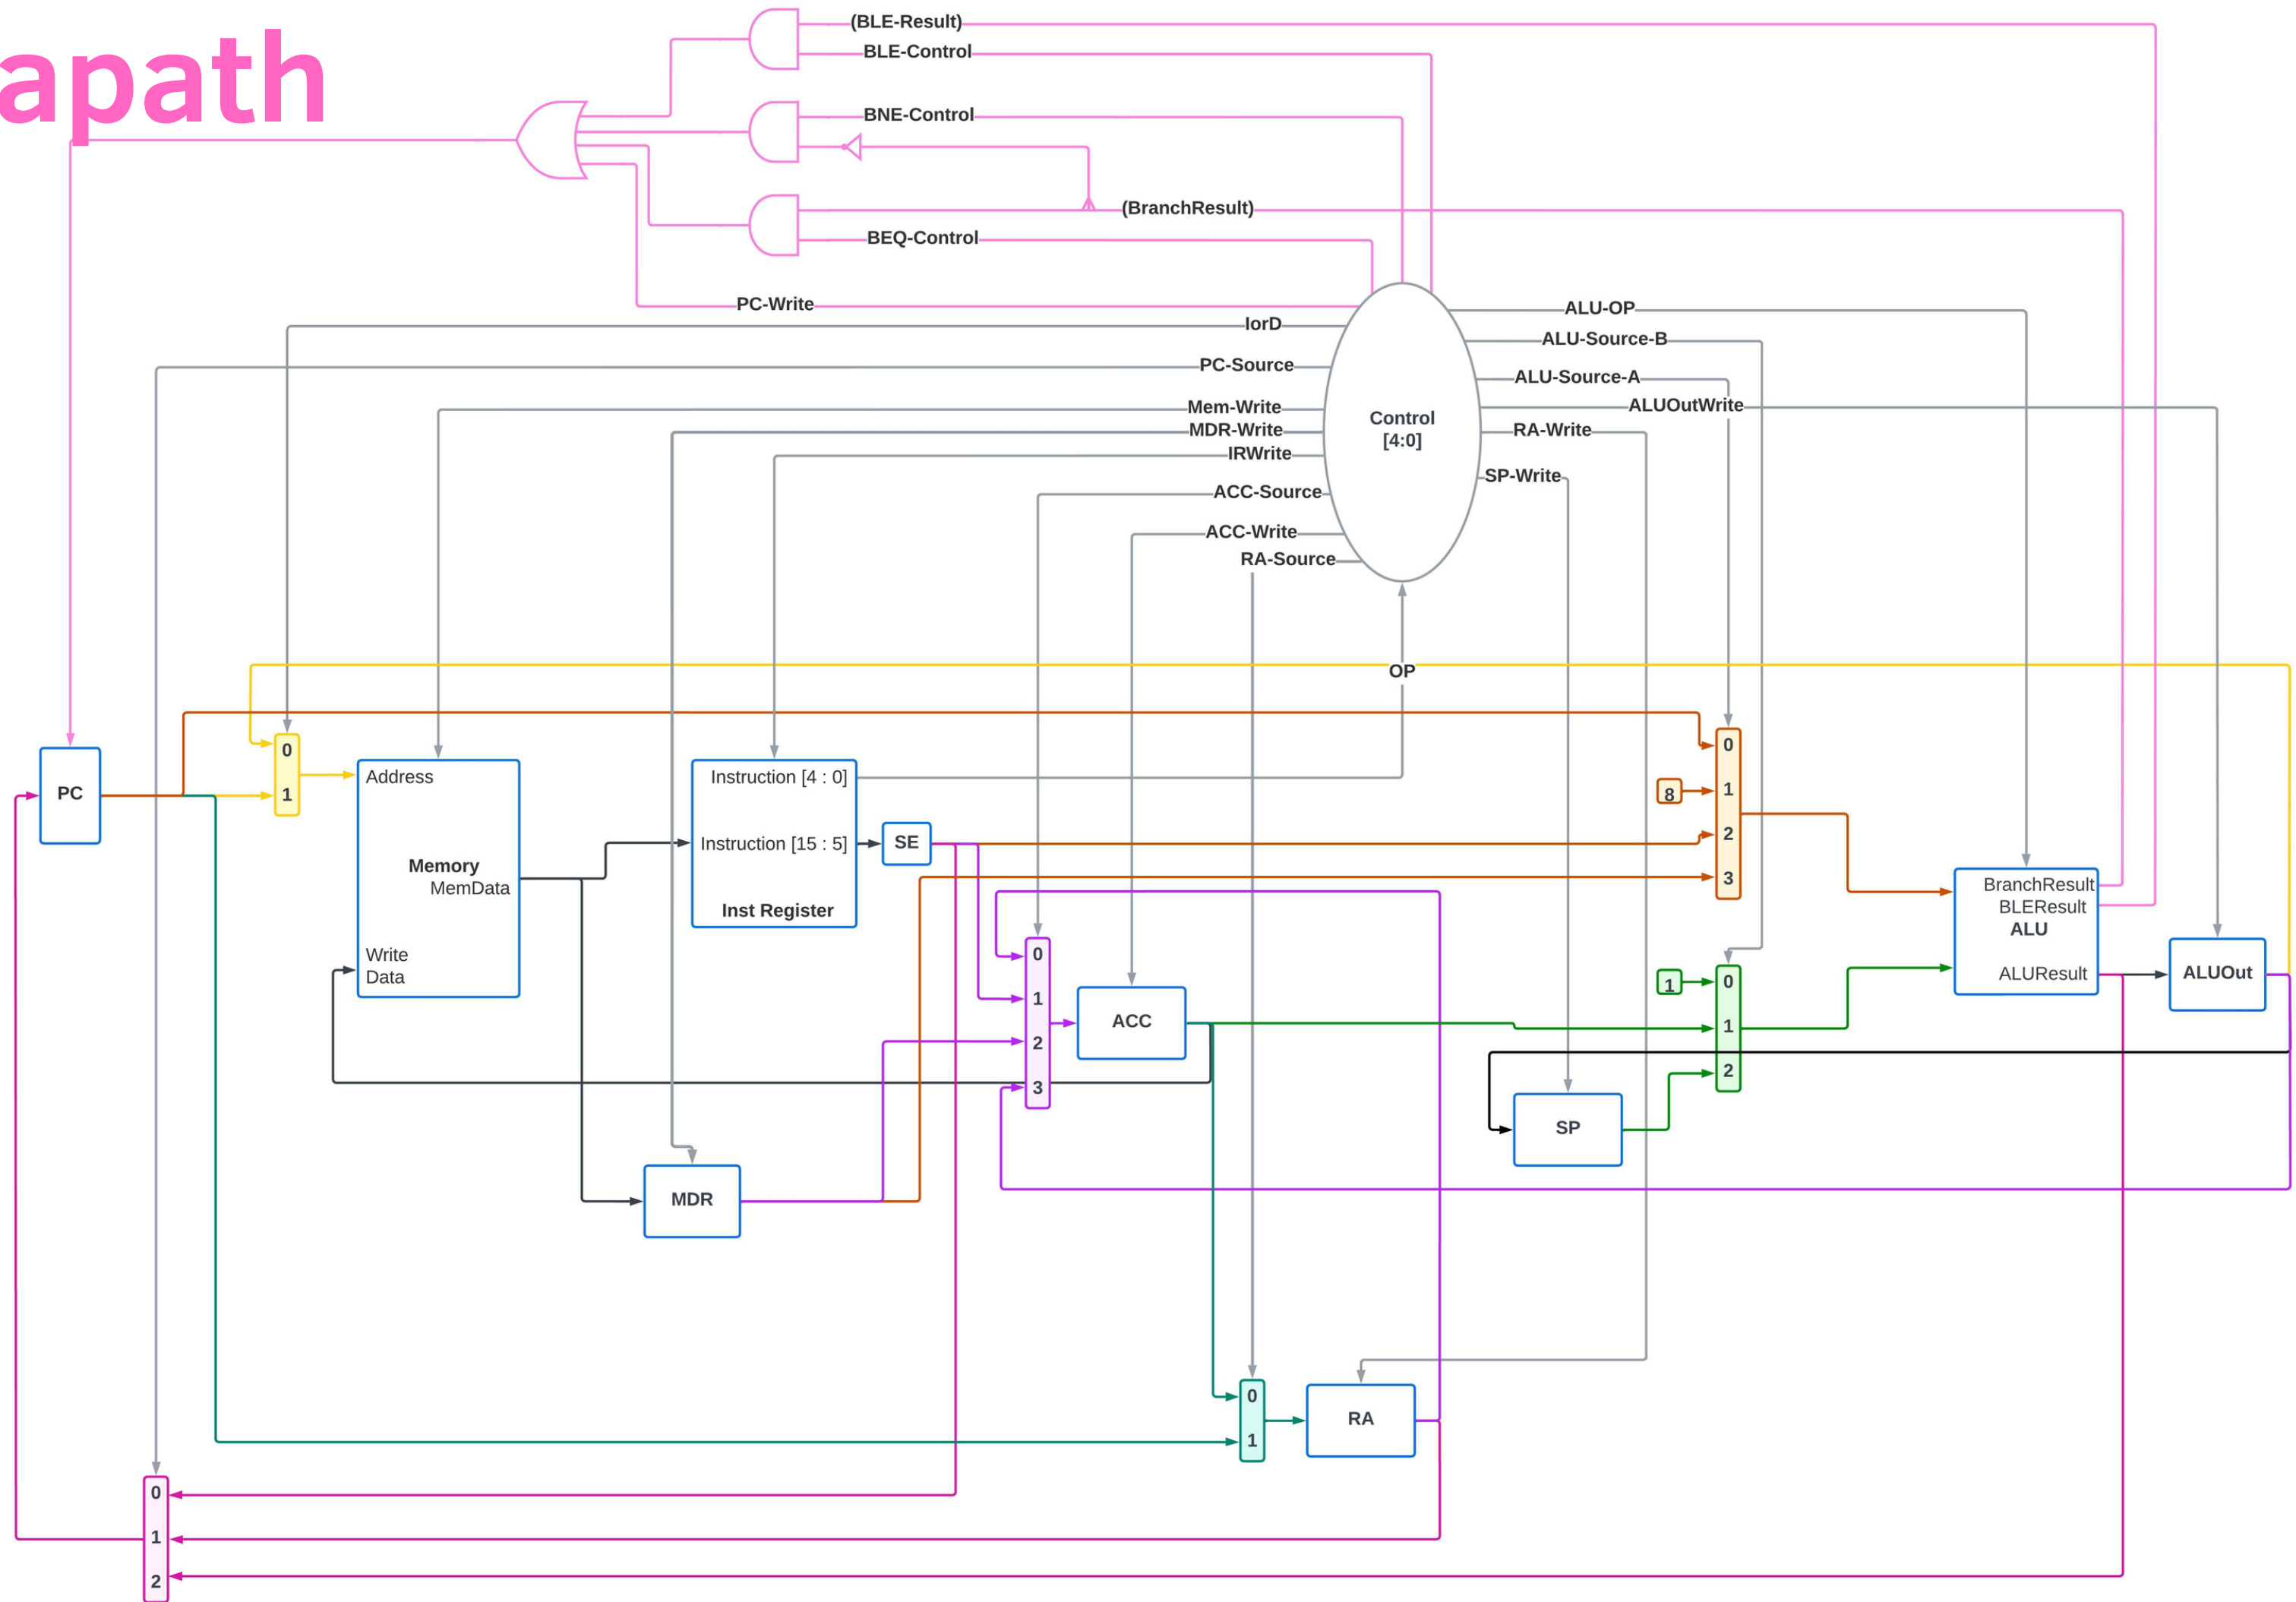 apath
(BLE-Result)
BLE-Control
BNE-Control
(BranchResult)
BEQ-Control
PC-Write
IorD
PC-Source
Mem-Write
MDR-Write
IRWrite
ACC-Source
ACC-Write
RA-Source
Control
[4:0]
ALU-OP
ALU-Source-B
ALU-Source-A
ALUOutWrite
RA-Write
SP-Write
OP
PC
0
1
Address
Memory
MemData
Write
Data
Instruction [4 : 0]
Instruction [15 : 5]
Inst Register
SE
0
8
1
2
3
BranchResult
BLEResult
ALU
ALUResult
ALUOut
0
1
2
3
ACC
1
0
1
2
SP
MDR
0
1
RA
0
1
2